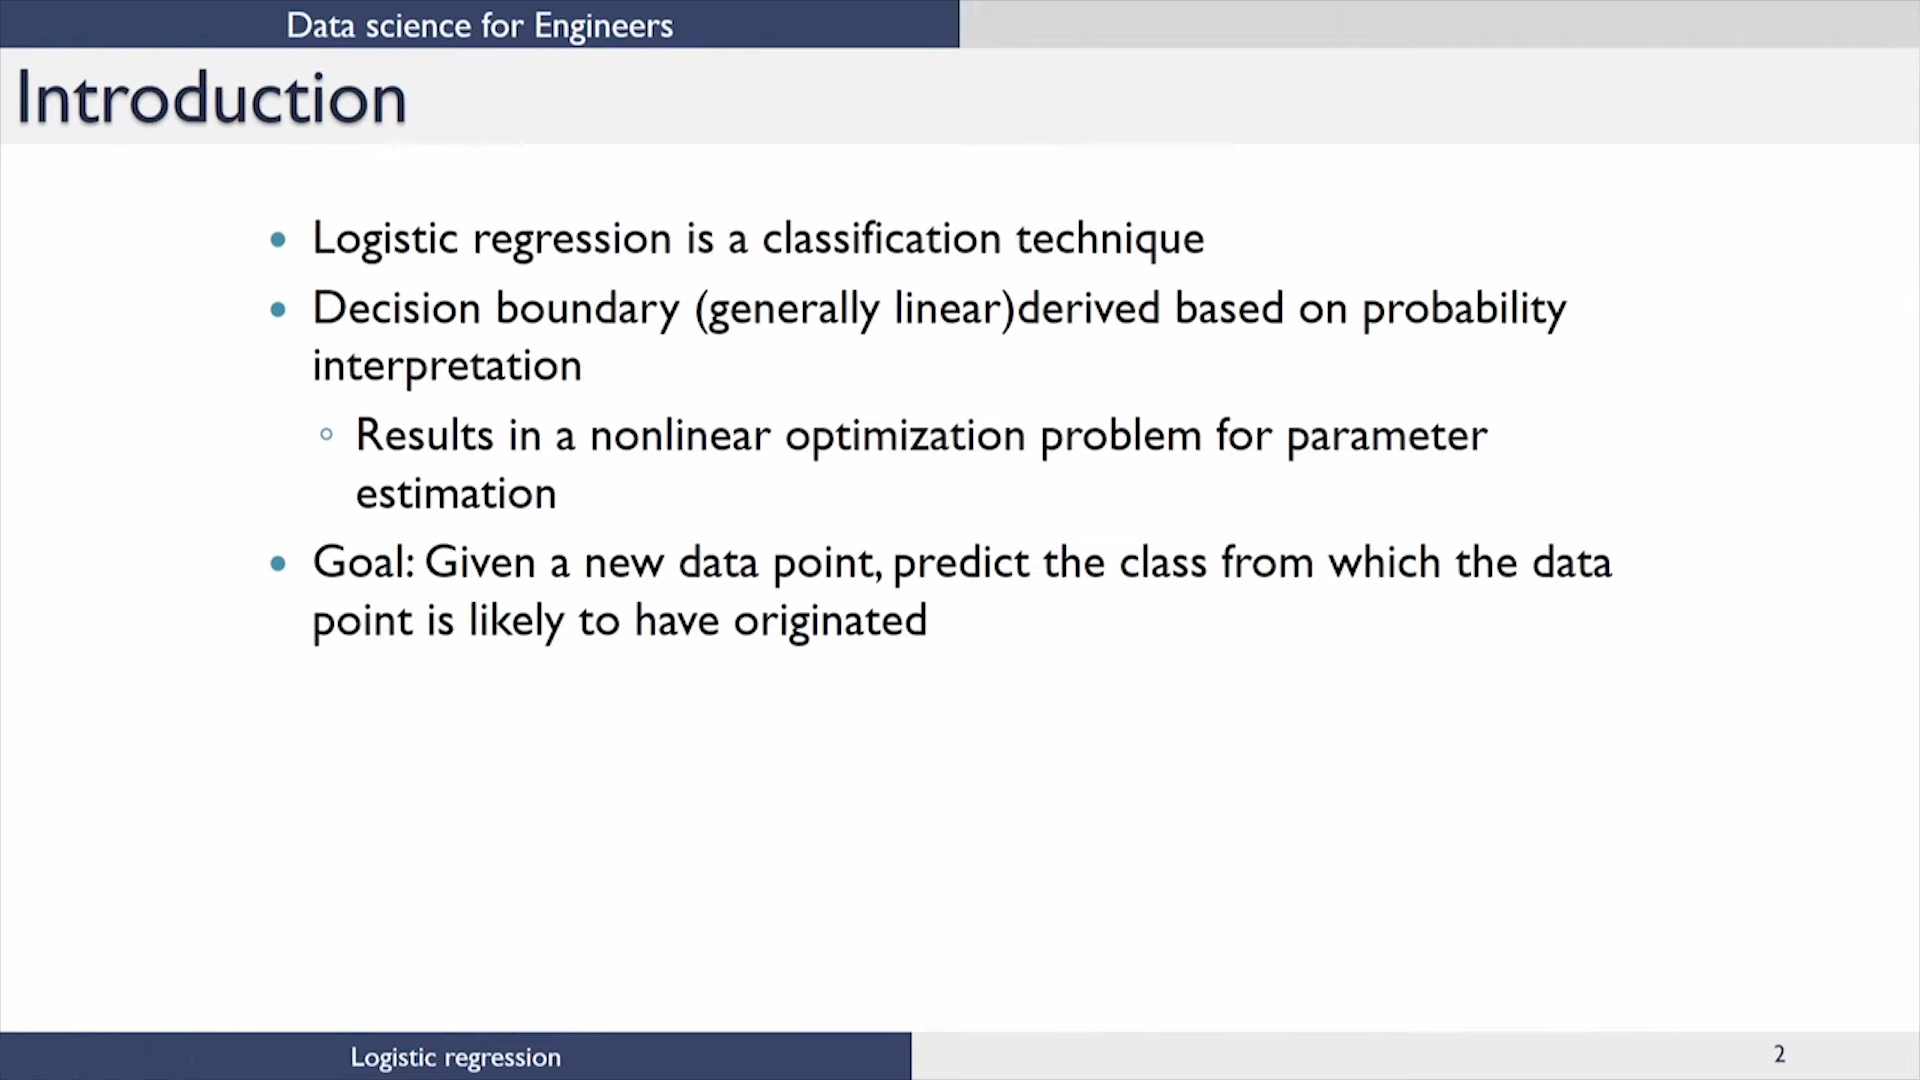 Data science for Engineers
Introduction
• Logistic regression is a classification technique
• Decision boundary (generally linear)derived based on probability
interpretation
◦ Results in a nonlinear optimization problem for parameter
estimation
• Goal: Given a new data point, predict the class from which the data
point is likely to have originated
Logistic regression
2